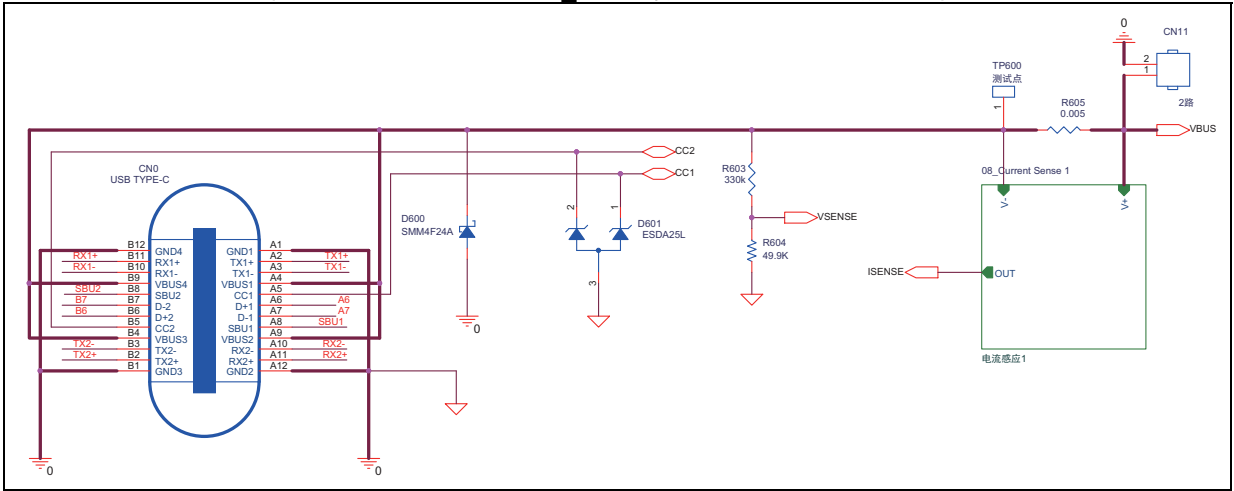 0
CN11
2
1
2路
TP600
测试点
1
R605
0.005
VBUS
CC2
CC1
CN0
USB TYPE-C
R603
330k
08_Current Sense 1
V-
V+
D600
SMM4F24A
2
1
D601
ESDA25L
3
VSENSE
R604
49.9K
ISENSE
OUT
电流感应1
B12 GND4 GND1 A1
RX1+ B11 RX1+ TX1+ A2 TX1+
RX1- B10 RX1- TX1- A3 TX1-
B9 VBUS4 VBUS1 A4
SBU2 B8 SBU2 CC1 A5
B7 B7 D-2 D+1 A6 A6
B6 B6 D+2 D-1 A7 A7
B5 CC2 SBU1 A8 SBU1
B4 VBUS3 VBUS2 A9
TX2- B3 TX2- RX2- A10 RX2-
TX2+ B2 TX2+ RX2+ A11 RX2+
B1 GND3 GND2 A12
0
0
0